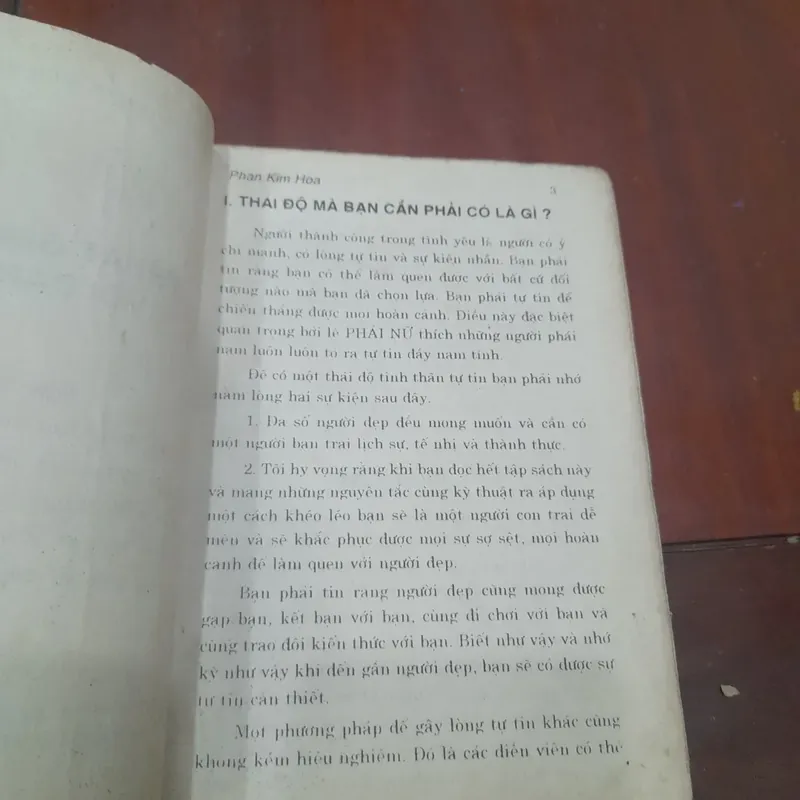 Phan Kim Hoa 3
I. THÁI ĐỘ MÀ BẠN CẦN PHẢI CÓ LÀ GÌ ?
Người thành công trong tình yêu là người có ý
chí mạnh, có lòng tự tin và sự kiên nhẫn. Bạn phải
tin rằng bạn có thể làm quen được với bất cứ đối
tượng nào mà bạn đã chọn lựa. Bạn phải tự tin để
chiến thắng được mọi hoàn cảnh. Điều này đặc biệt
quan trọng bởi lẽ PHÁI NỮ thích những người phái
nam luôn luôn tỏ ra tự tin đầy nam tính.
Để có một thái độ tinh thần tự tin bạn phải nhớ
nằm lòng hai sự kiện sau đây.
1. Đa số người đẹp đều mong muốn và cần có
một người bạn trai lịch sự, tế nhị và thành thực.
2. Tôi hy vọng rằng khi bạn đọc hết tập sách này
và mang những nguyên tắc cùng kỹ thuật ra áp dụng
một cách khéo léo bạn sẽ là một người con trai dễ
mến và sẽ khắc phục được mọi sự sợ sệt, mọi hoàn
cảnh để làm quen với người đẹp.
Bạn phải tin rằng người đẹp cũng mong được
gặp bạn, kết bạn với bạn, cùng đi chơi với bạn và
cùng trao đổi kiến thức với bạn. Biết như vậy và nhớ
kỹ như vậy khi đến gần người đẹp, bạn sẽ có được sự
tự tin cần thiết.
Một phương pháp để gây lòng tự tin khác cũng
không kém hiệu nghiệm. Đó là các diễn viên có thể